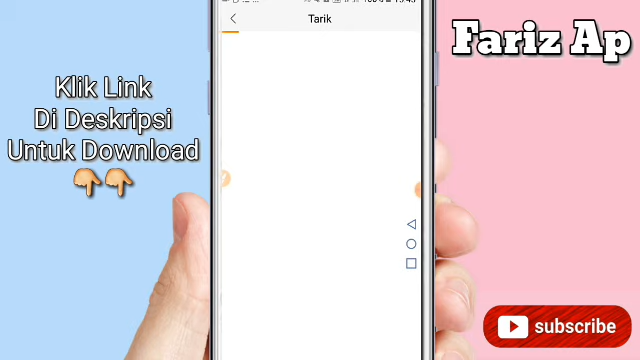 Tarik
Fariz Ap
Klik Link
Di Deskripsi
Untuk Download
subscribe